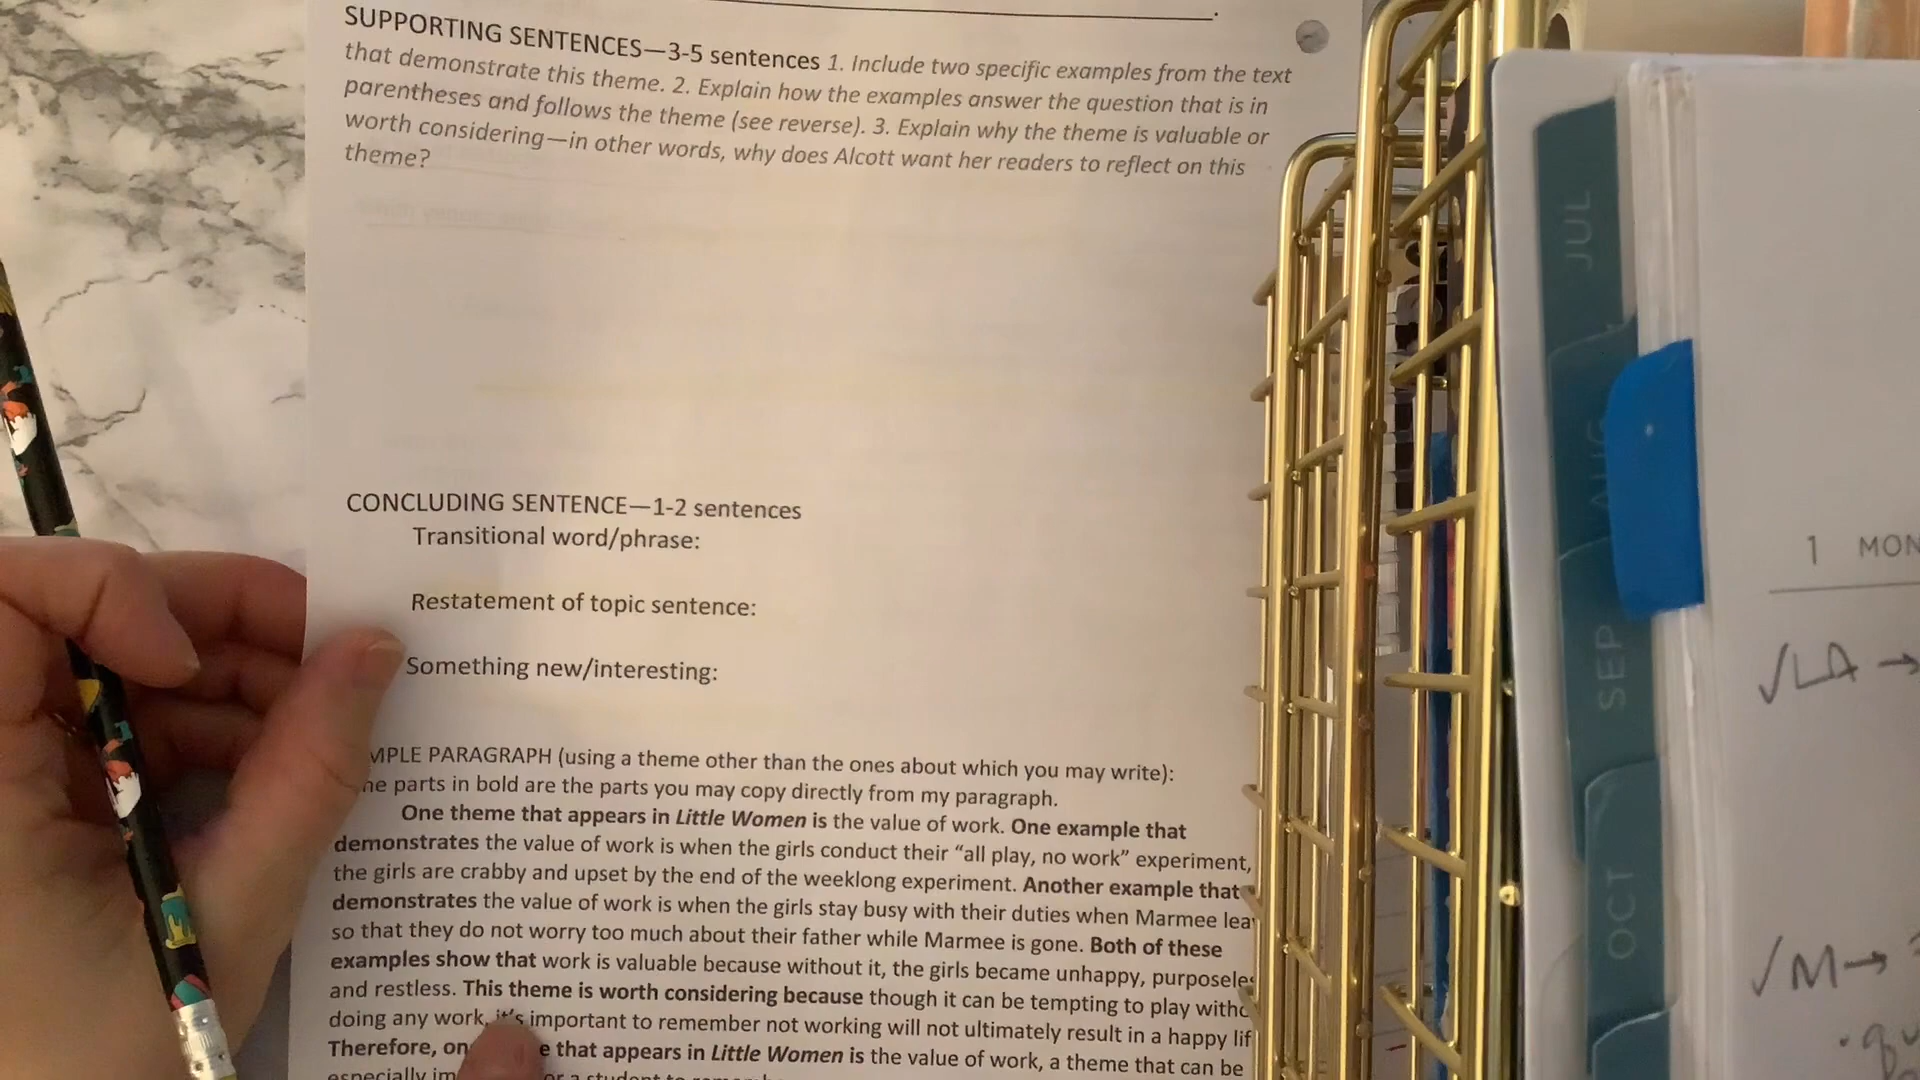 SUPPORTING SENTENCES—3-5 sentences 1. Include two specific examples from the text
that demonstrate this theme. 2. Explain how the examples answer the question that is in
parentheses and follows the theme (see reverse). 3. Explain why the theme is valuable or
worth considering—in other words, why does Alcott want her readers to reflect on this
theme?
CONCLUDING SENTENCE—1-2 sentences
Transitional word/phrase:
Restatement of topic sentence:
Something new/interesting:
MPLE PARAGRAPH (using a theme other than the ones about which you may write):
he parts in bold are the parts you may copy directly from my paragraph.
One theme that appears in Little Women is the value of work. One example that
demonstrates the value of work is when the girls conduct their “all play, no work” experiment,
the girls are crabby and upset by the end of the weeklong experiment. Another example that
demonstrates the value of work is when the girls stay busy with their duties when Marmee lea
so that they do not worry too much about their father while Marmee is gone. Both of these
examples show that work is valuable because without it, the girls became unhappy, purposeles
and restless. This theme is worth considering because though it can be tempting to play witho
doing any work, it's important to remember not working will not ultimately result in a happy lif
Therefore, on e that appears in Little Women is the value of work, a theme that can be
especially im or a student to
JUL
AUG
SEP
OCT
1 MON
√LA →
√M→